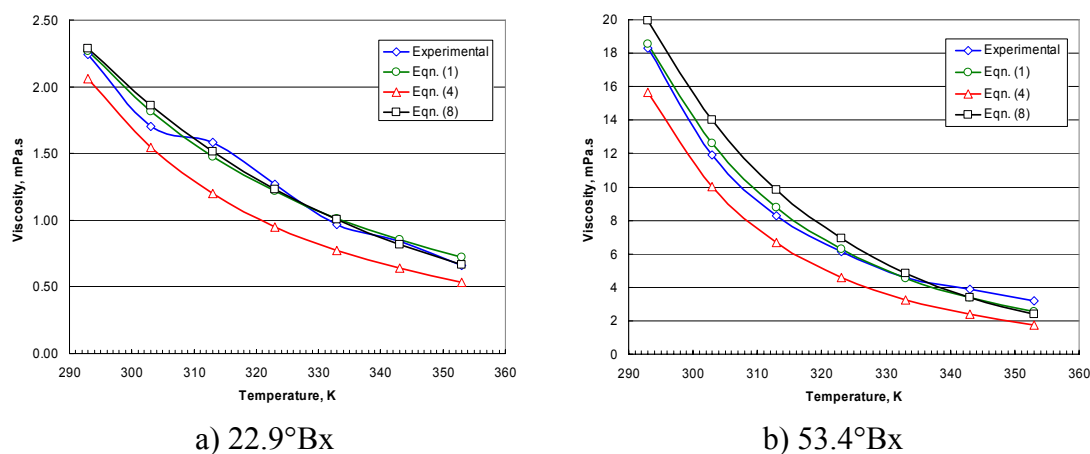 2.50
2.00
1.50
1.00
0.50
0.00
Viscosity, mPa.s
290 300 310 320 330 340 350 360
Temperature, K
Experimental
Eqn. (1)
Eqn. (4)
Eqn. (8)
a) 22.9°Bx
20
18
16
14
12
10
8
6
4
2
0
Viscosity, mPa.s
290 300 310 320 330 340 350 360
Temperature, K
Experimental
Eqn. (1)
Eqn. (4)
Eqn. (8)
b) 53.4°Bx